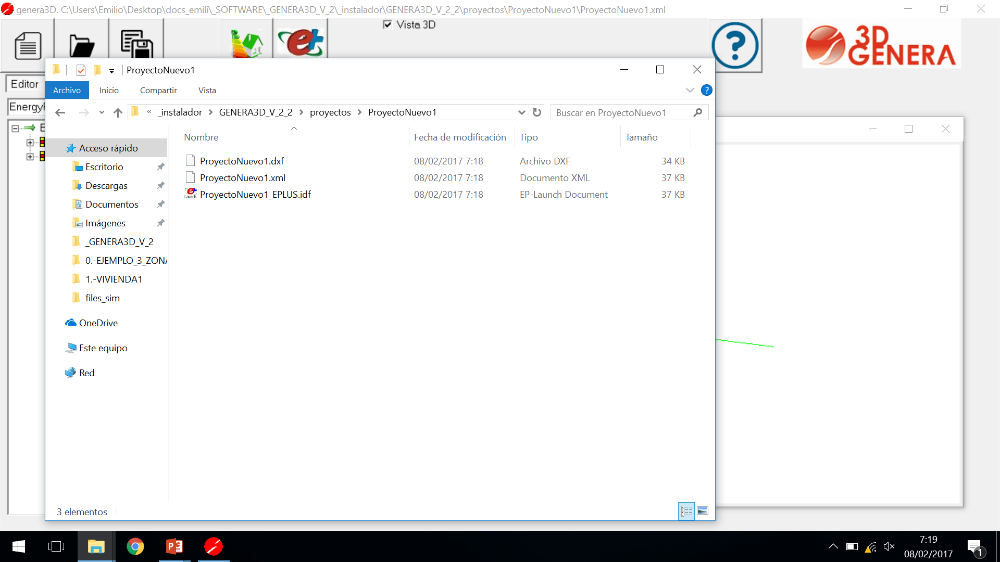 genera3D. C:\Users\Emilio\Desktop\docs_emili\_SOFTWARE\_GENERA3D_V_2\_instalador\GENERA3D_V_2_2\proyectos\ProyectoNuevo1\ProyectoNuevo1.xml
Vista 3D
3D
GENERA
Editor
ProyectoNuevo1
Archivo Inicio Compartir Vista
_instalador GENERA3D_V_2_2 proyectos ProyectoNuevo1
Buscar en ProyectoNuevo1
Nombre Fecha de modificación Tipo Tamaño
ProyectoNuevo1.dxf 08/02/2017 7:18 Archivo DXF 34 KB
ProyectoNuevo1.xml 08/02/2017 7:18 Documento XML 37 KB
Launch ProyectoNuevo1_EPLUS.idf 08/02/2017 7:18 EP-Launch Document 37 KB
Acceso rápido
Escritorio
Descargas
Documentos
Imágenes
_GENERA3D_V_2
0.-EJEMPLO_3_ZON
1.-VIVIENDA1
files_sim
OneDrive
Este equipo
Red
3 elementos
7:19
08/02/2017
1